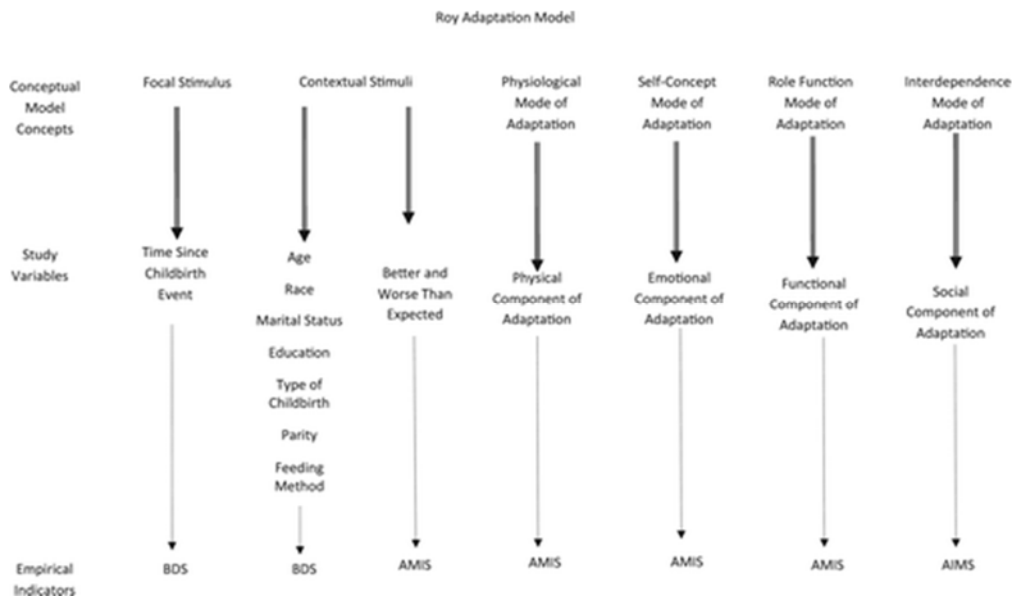 Roy Adaptation Model
Conceptual
Model
Concepts
Focal Stimulus
Contextual Stimuli
Physiological
Mode of
Adaptation
Self-Concept
Mode of
Adaptation
Role Function
Mode of
Adaptation
Interdependence
Mode of
Adaptation
Study
Variables
Time Since
Childbirth
Event
Age
Race
Marital Status
Education
Type of
Childbirth
Parity
Feeding
Method
Better and
Worse Than
Expected
Physical
Component of
Adaptation
Emotional
Component of
Adaptation
Functional
Component of
Adaptation
Social
Component of
Adaptation
Empirical
Indicators
BDS
BDS
AMIS
AMIS
AMIS
AMIS
AIMS